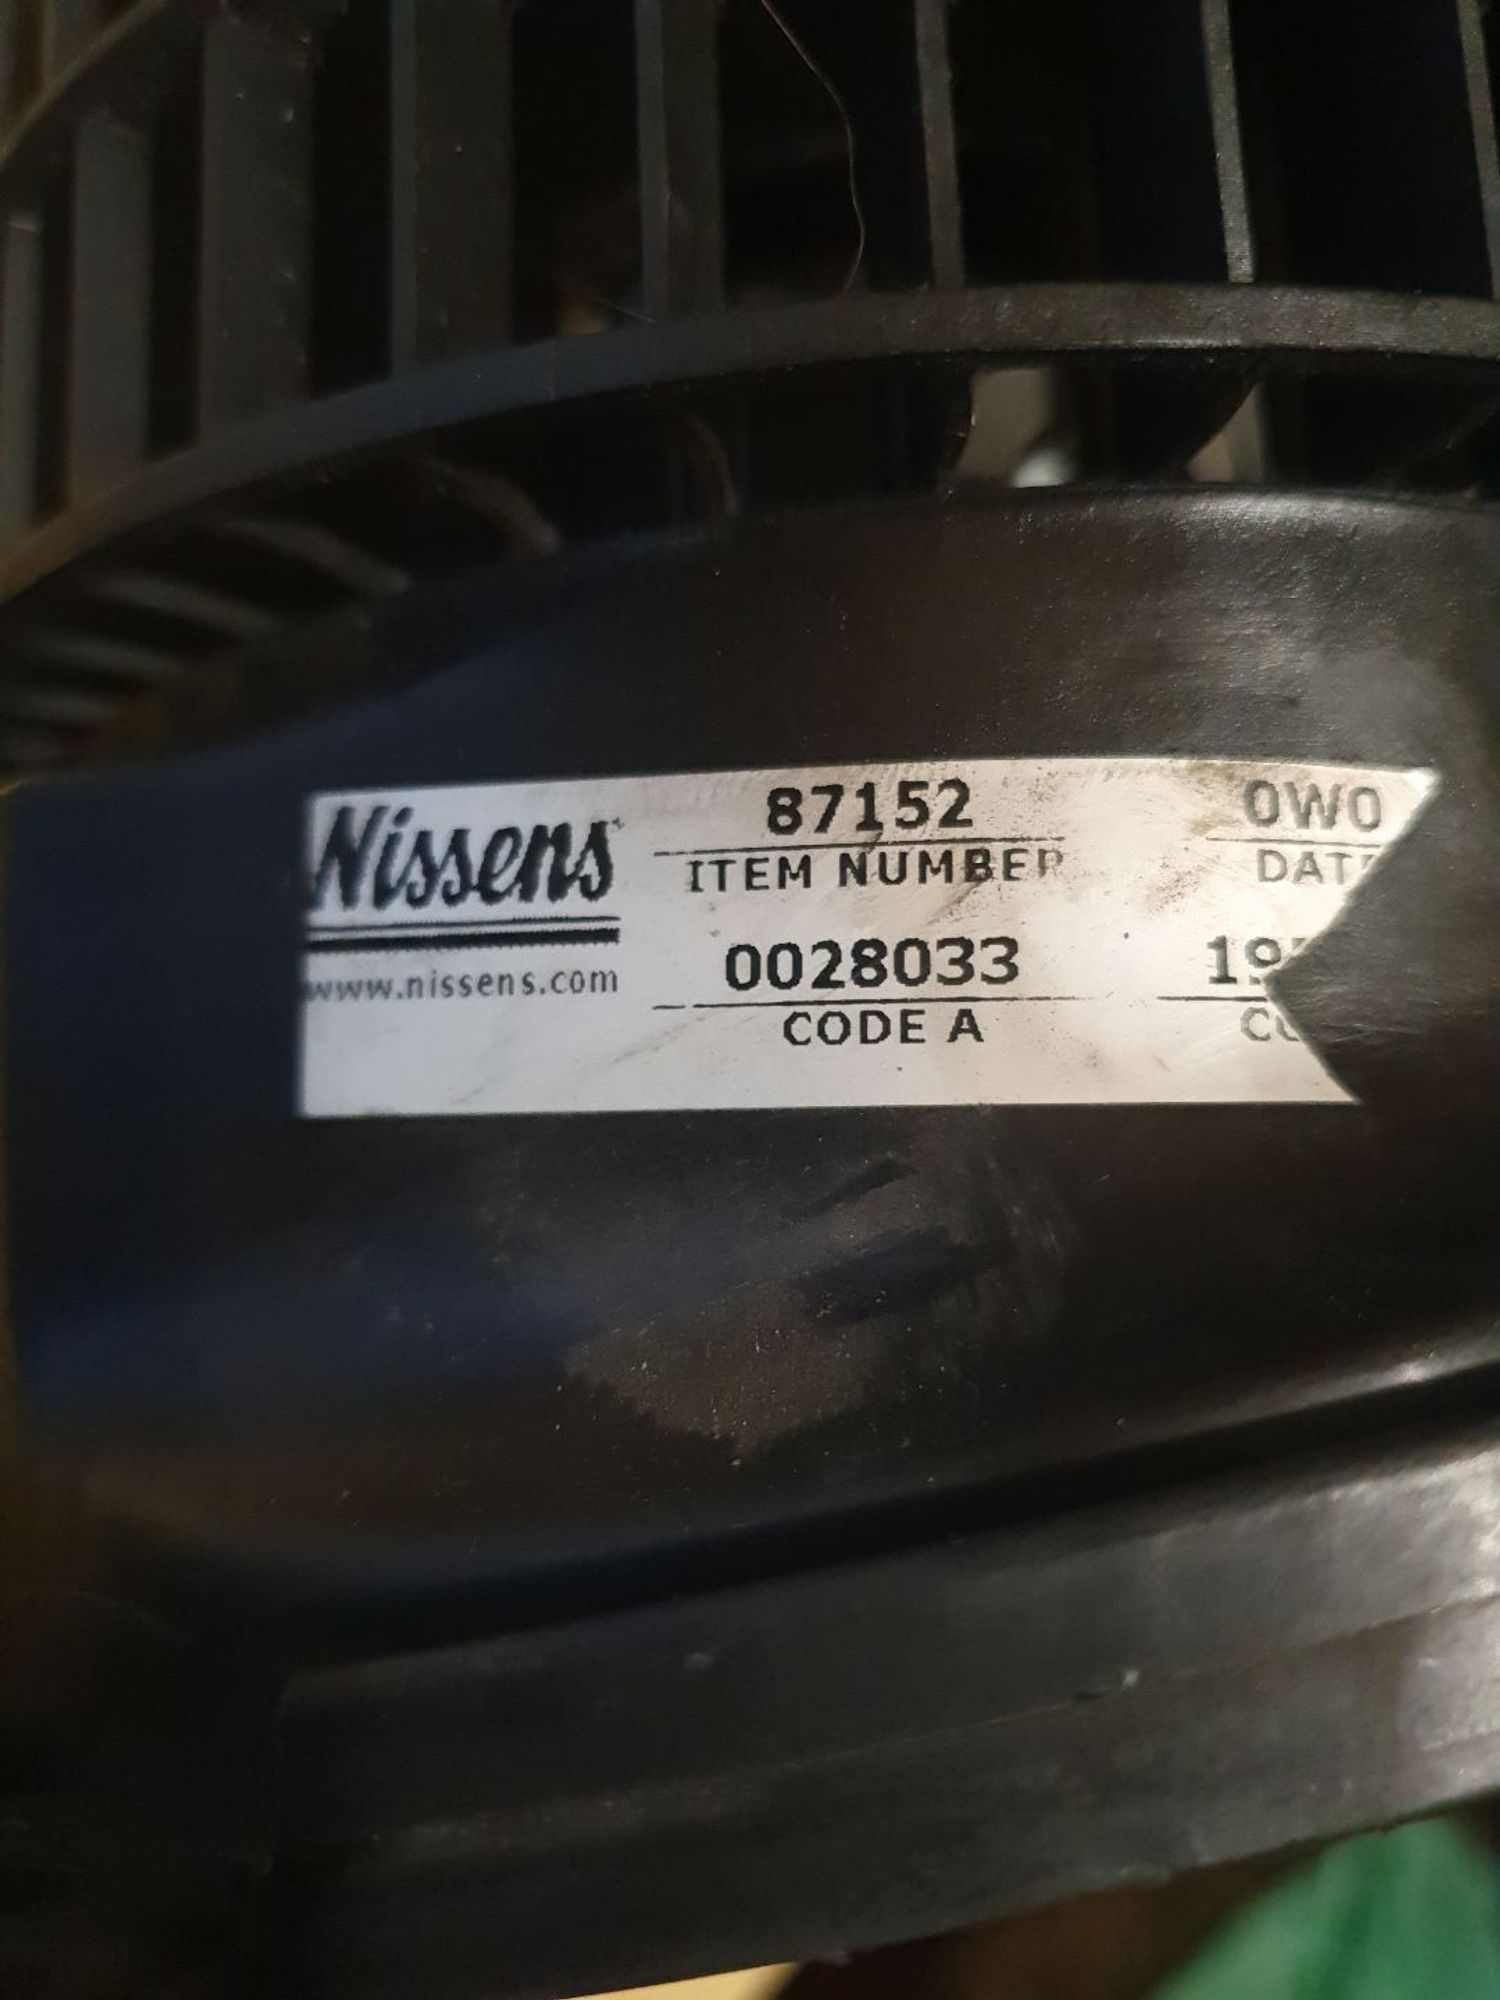 Nissens
www.nissens.com
87152 0W0
ITEM NUMBER
0028033
CODE A